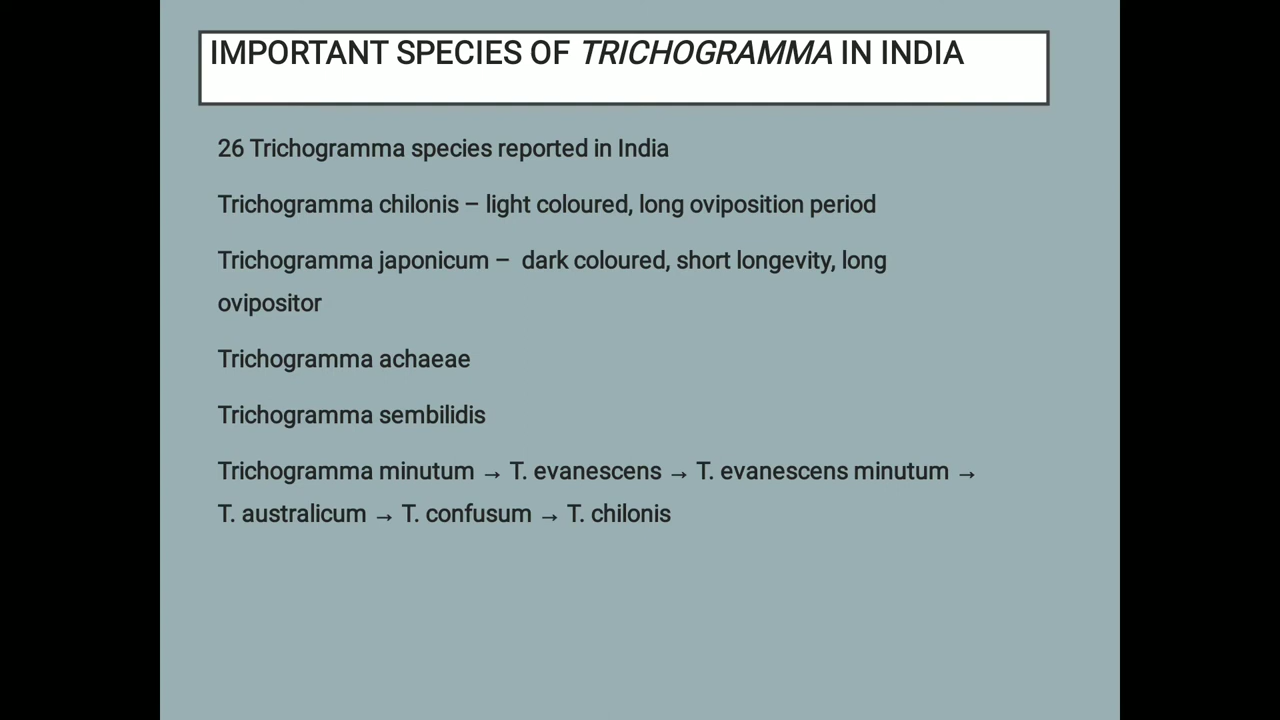 IMPORTANT SPECIES OF TRICHOGRAMMA IN INDIA
26 Trichogramma species reported in India
Trichogramma chilonis – light coloured, long oviposition period
Trichogramma japonicum – dark coloured, short longevity, long
ovipositor
Trichogramma achaeae
Trichogramma sembilidis
Trichogramma minutum → T. evanescens → T. evanescens minutum →
T. australicum → T. confusum → T. chilonis